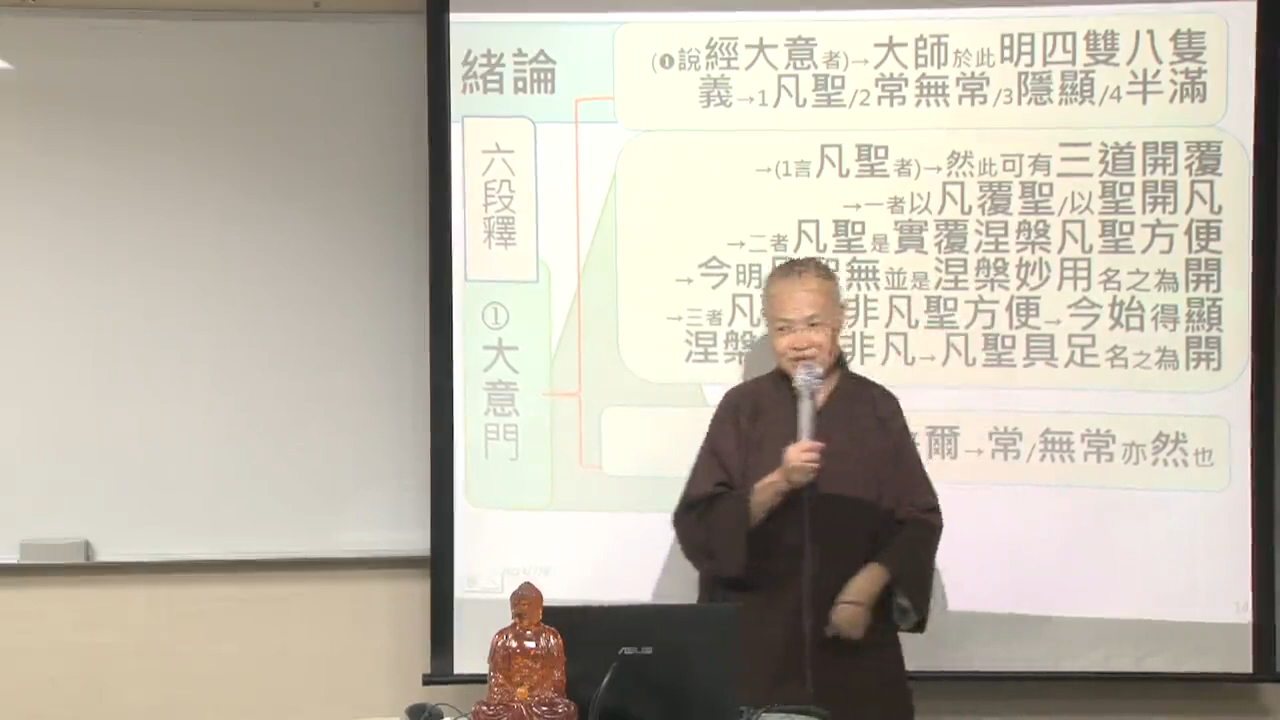 緒論
六段釋
①大意門
(❶說經大意者)→大師於此明四雙八隻
義→1凡聖/2常無常/3隱顯/4半滿
→(1言凡聖者)→然此可有三道開覆
→一者以凡覆聖/以聖開凡
→二者凡聖是實覆涅槃凡聖方便
→今明 無並是涅槃妙用名之為開
→三者凡 非凡聖方便→今始得顯
涅槃 非凡→凡聖具足名之為開
爾→常/無常亦然也
14
ASUS